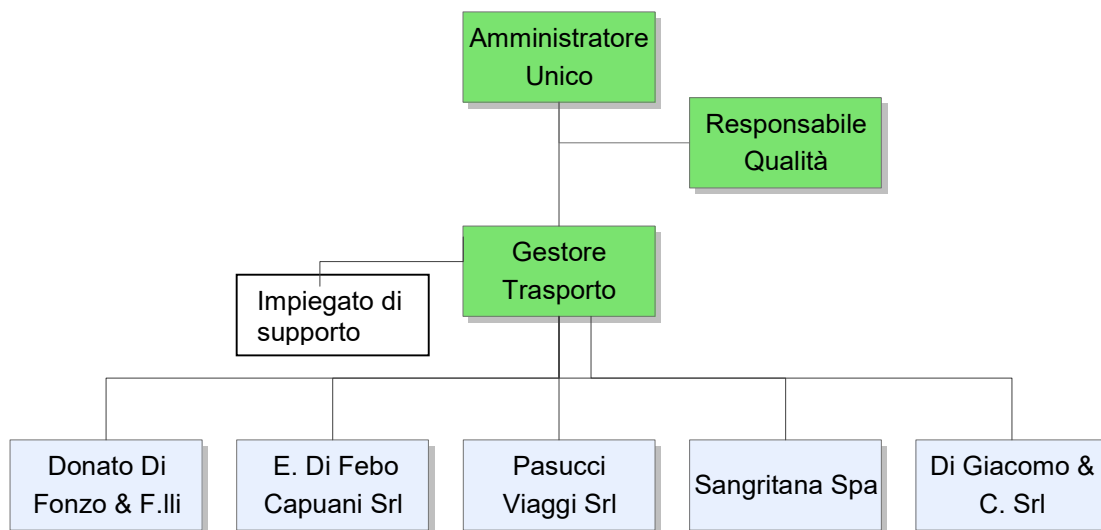 Amministratore
Unico
Responsabile
Qualità
Gestore
Trasporto
Impiegato di
supporto
Donato Di
Fonzo & F.lli
E. Di Febo
Capuani Srl
Pasucci
Viaggi Srl
Sangritana Spa
Di Giacomo &
C. Srl